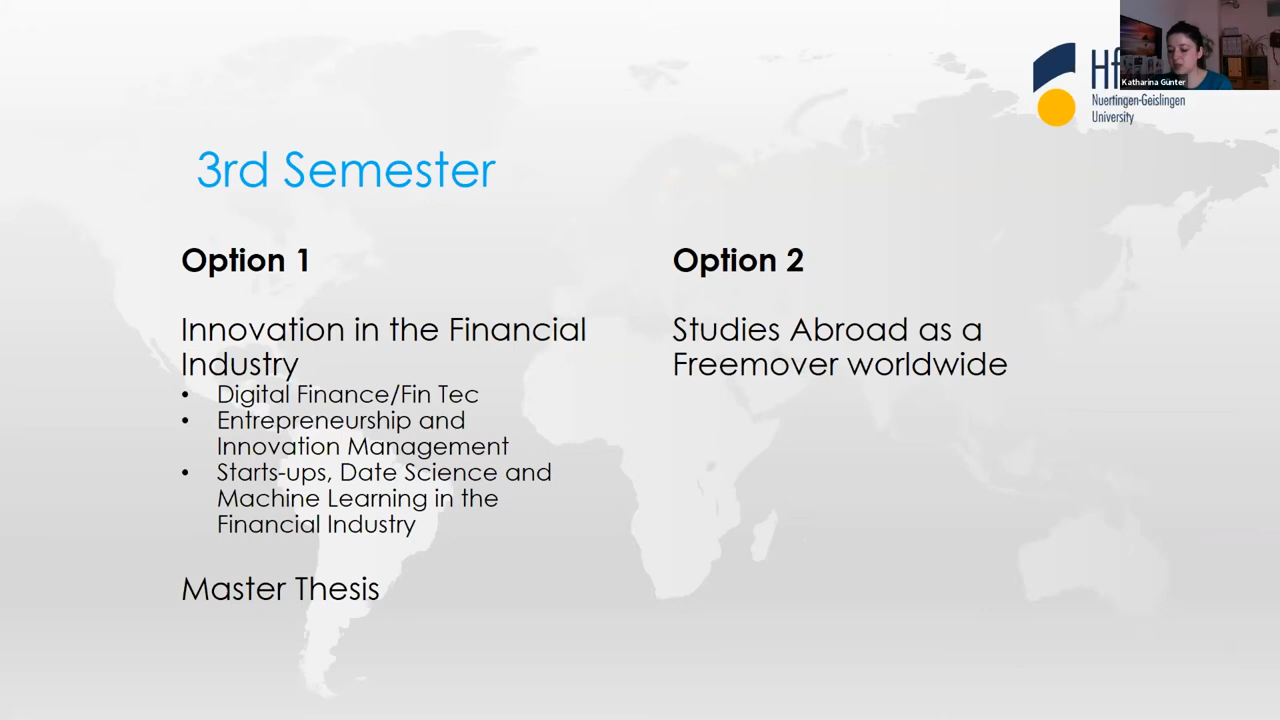 Katharina Günter
Nuertingen-Geislingen
University
3rd Semester
Option 1
Innovation in the Financial
Industry
• Digital Finance/Fin Tec
• Entrepreneurship and
Innovation Management
• Starts-ups, Date Science and
Machine Learning in the
Financial Industry
Master Thesis
Option 2
Studies Abroad as a
Freemover worldwide